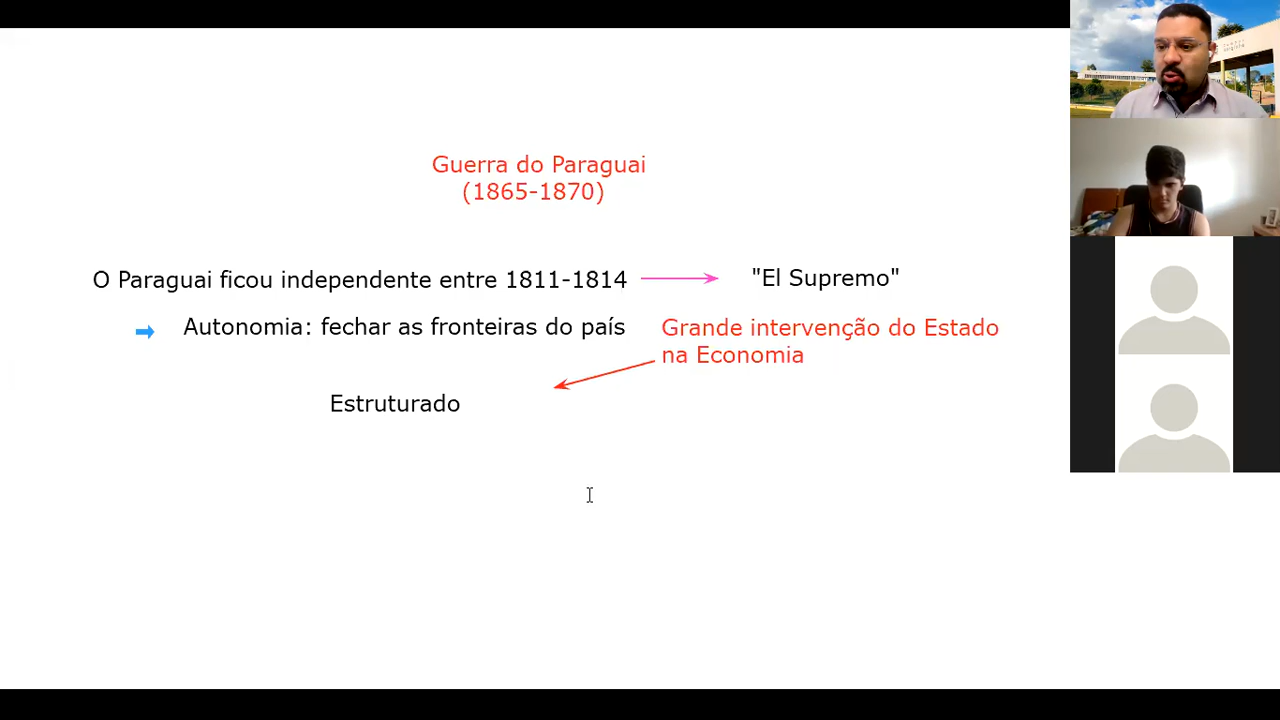 Guerra do Paraguai
(1865-1870)
O Paraguai ficou independente entre 1811-1814
"El Supremo"
Autonomia: fechar as fronteiras do país
Grande intervenção do Estado
na Economia
Estruturado